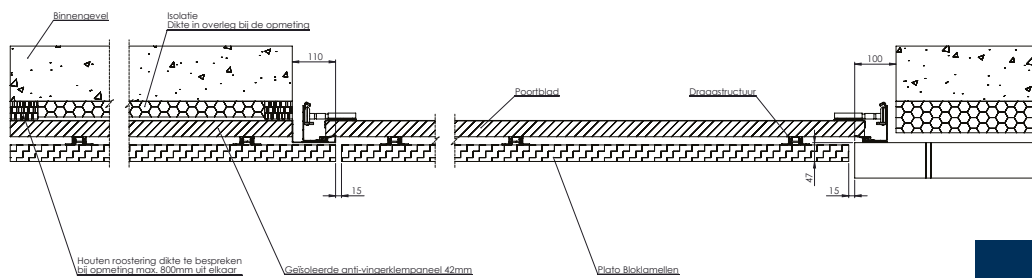 Binnengevel
Isolatie
Dikte in overleg bij de opmeting
110
100
Poortblad
Draagstructuur
15
47
15
Houten roostering dikte te bespreken
bij opmeting max. 800mm uit elkaar
Geïsoleerde anti-vingerklempaneel 42mm
Plato Bloklamellen